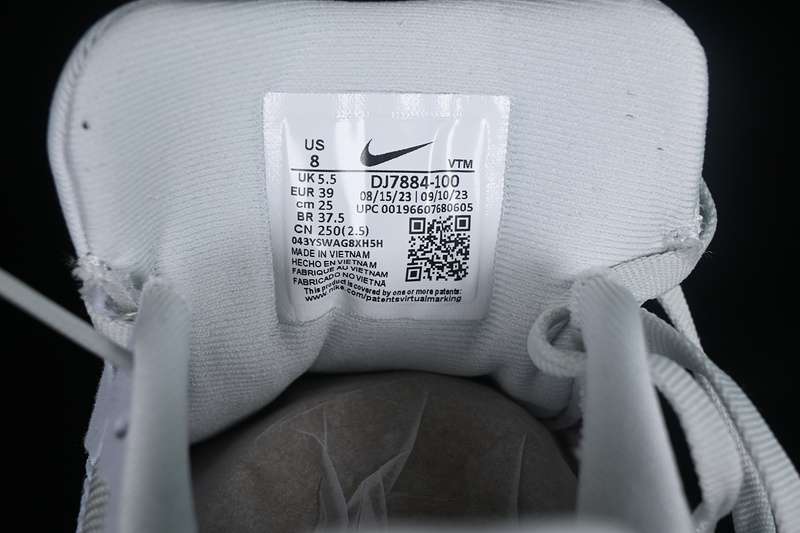 US
8
VTM
UK 5.5
EUR 39
cm 25
BR 37.5
CN 250(2.5)
DJ7884-100
08/15/23 | 09/10/23
UPC 00196607680605
043YSWAG8XH5H
MADE IN VIETNAM
HECHO EN VIETNAM
FABRIQUE AU VIETNAM
FABRICADO NO VIETNA
This product is covered by one or more patents:
www.nike.com/patentsvirtualmarking